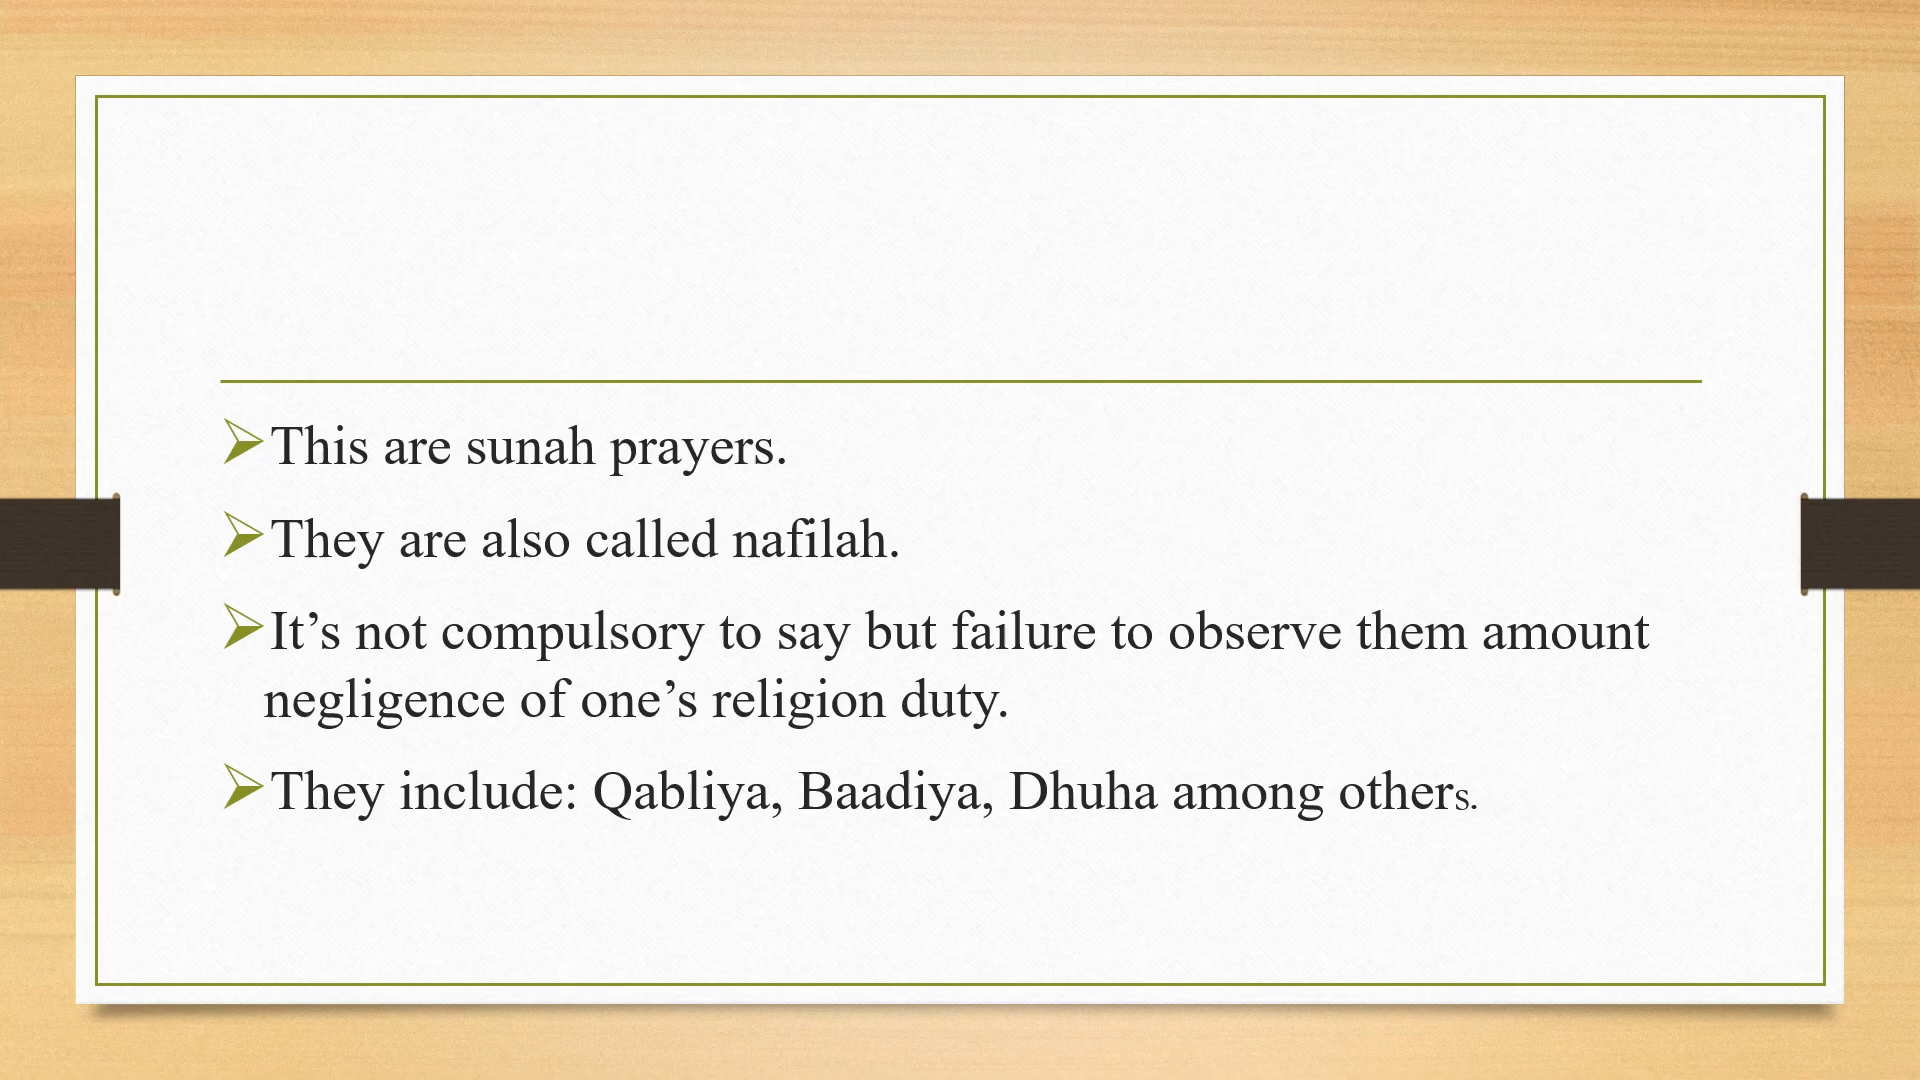 This are sunah prayers.
They are also called nafilah.
It’s not compulsory to say but failure to observe them amount
negligence of one’s religion duty.
They include: Qabliya, Baadiya, Dhuha among others.